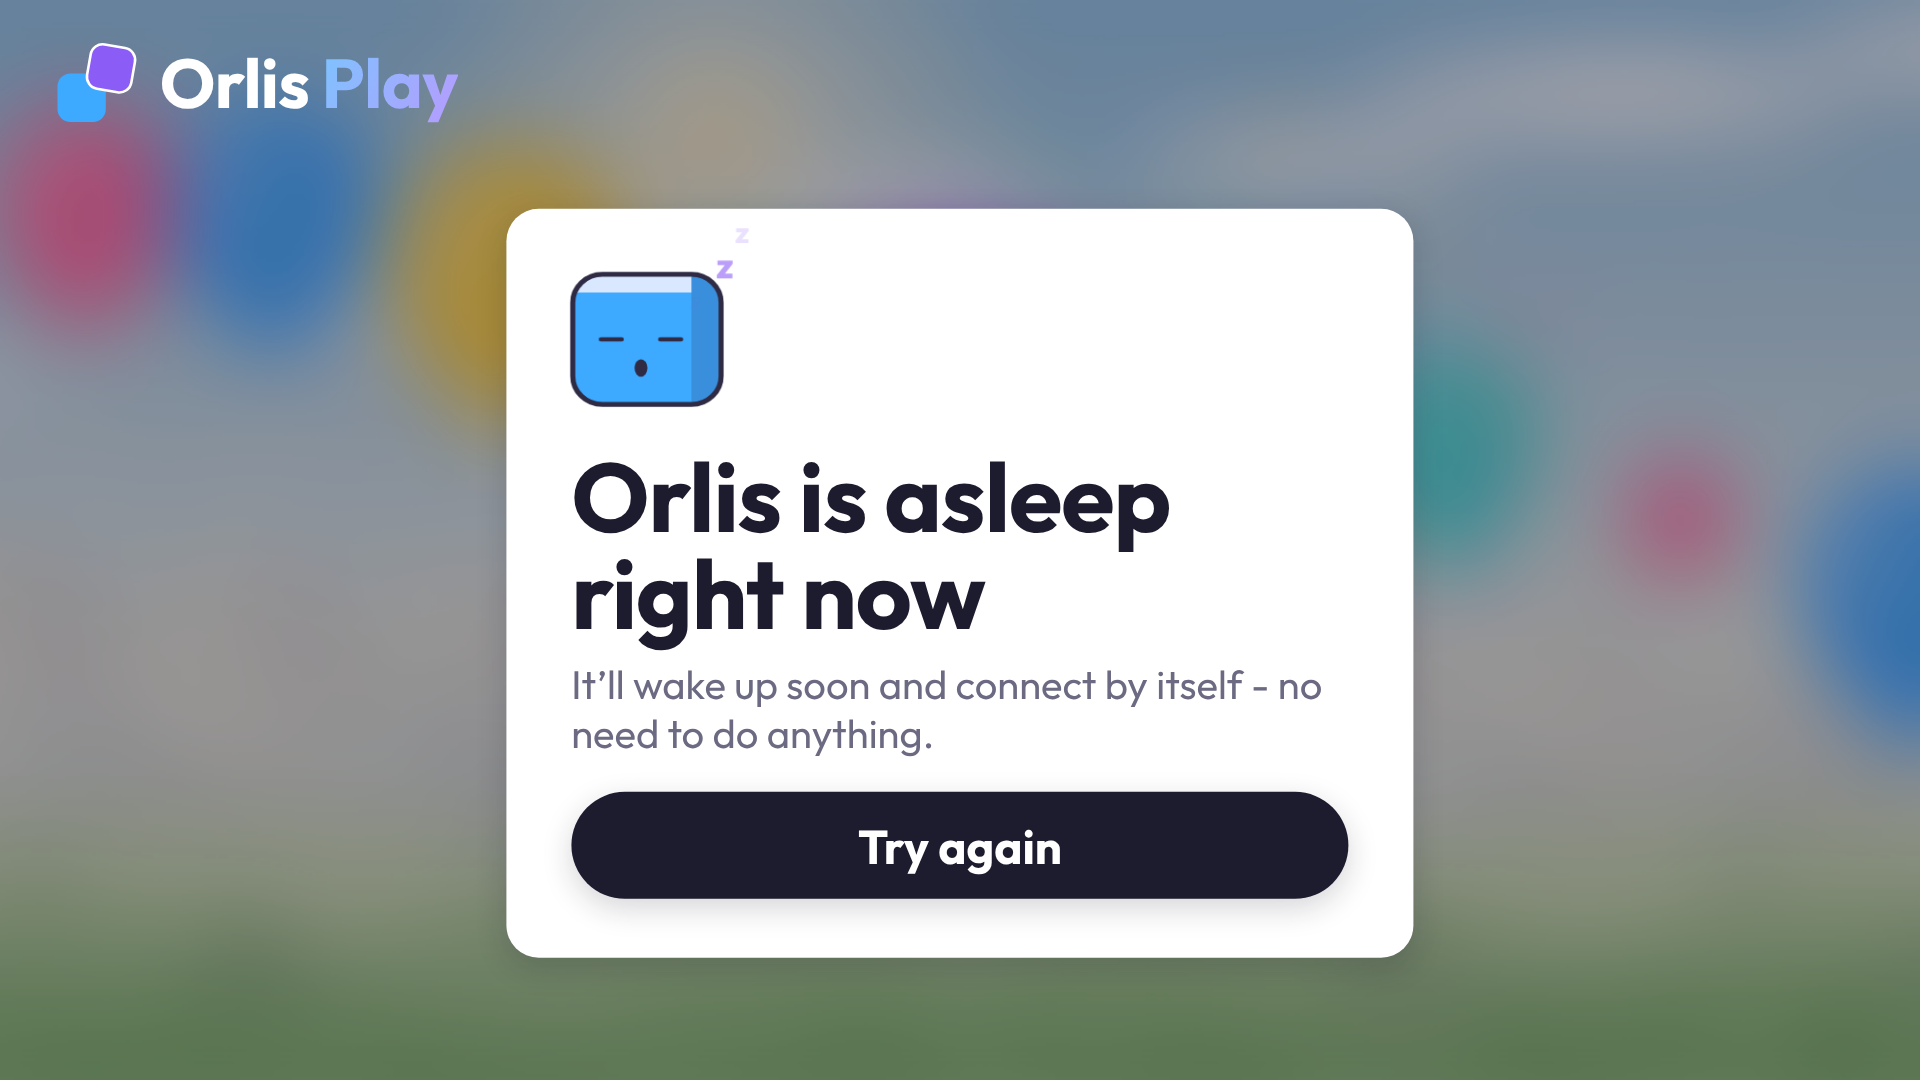 Orlis Play
z
z
Orlis is asleep
right now
It’ll wake up soon and connect by itself - no
need to do anything.
Try again